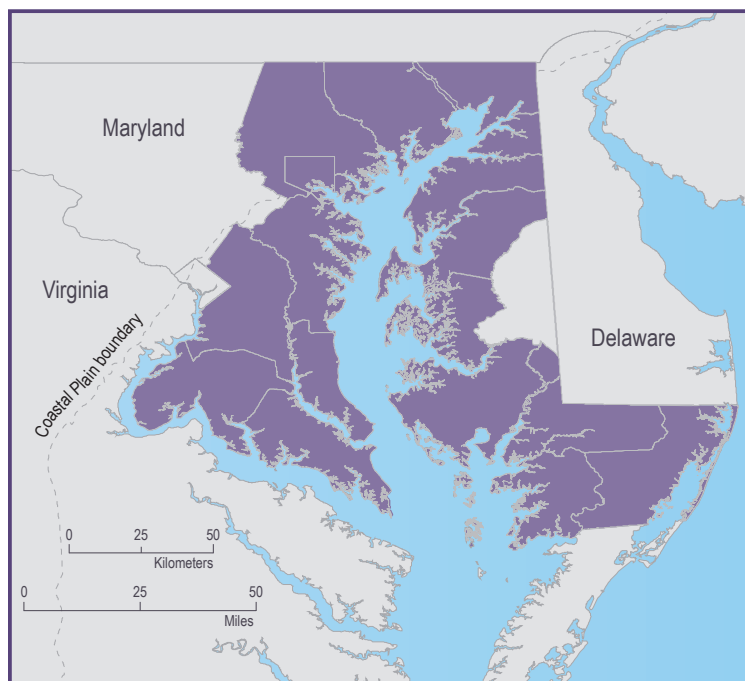 Maryland
Virginia
Delaware
Coastal Plain boundary
0 25 50
Kilometers
0 25 50
Miles